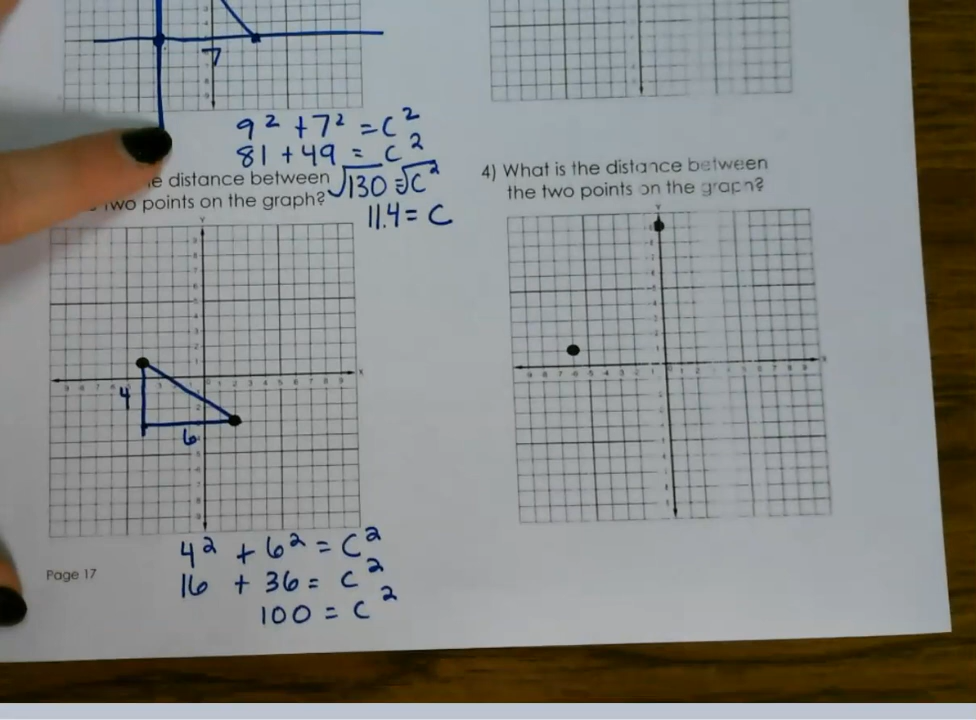 7
9² + 7² = C²
81 + 49 = C²
√130 = √C²
11.4 = C
e distance between
two points on the graph?
4
6
4² + 6² = C²
16 + 36 = C²
100 = C²
Page 17
4) What is the distance between
the two points on the graph?